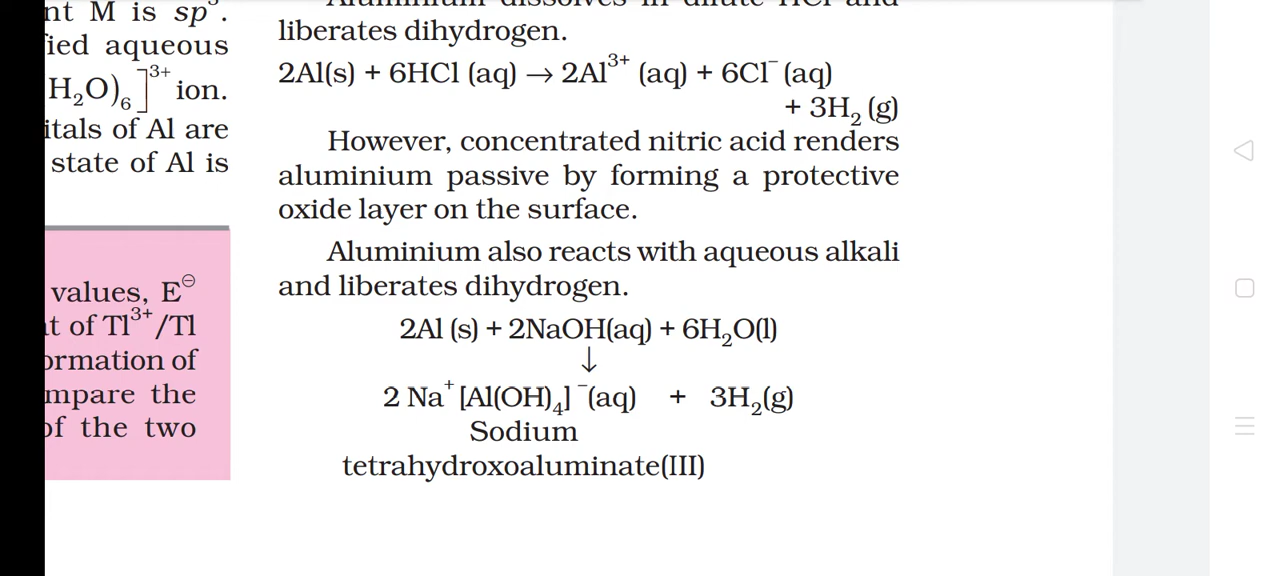 nt M is sp³.
ied aqueous
H₂O)₆]³⁺ ion.
itals of Al are
state of Al is
values, E⊖
t of Tl³⁺/Tl
ormation of
mpare the
of the two
liberates dihydrogen.
2Al(s) + 6HCl (aq) → 2Al³⁺ (aq) + 6Cl⁻ (aq)
+ 3H₂ (g)
However, concentrated nitric acid renders
aluminium passive by forming a protective
oxide layer on the surface.
Aluminium also reacts with aqueous alkali
and liberates dihydrogen.
2Al (s) + 2NaOH(aq) + 6H₂O(l)
↓
2 Na⁺ [Al(OH)₄]⁻ (aq) + 3H₂(g)
Sodium
tetrahydroxoaluminate(III)